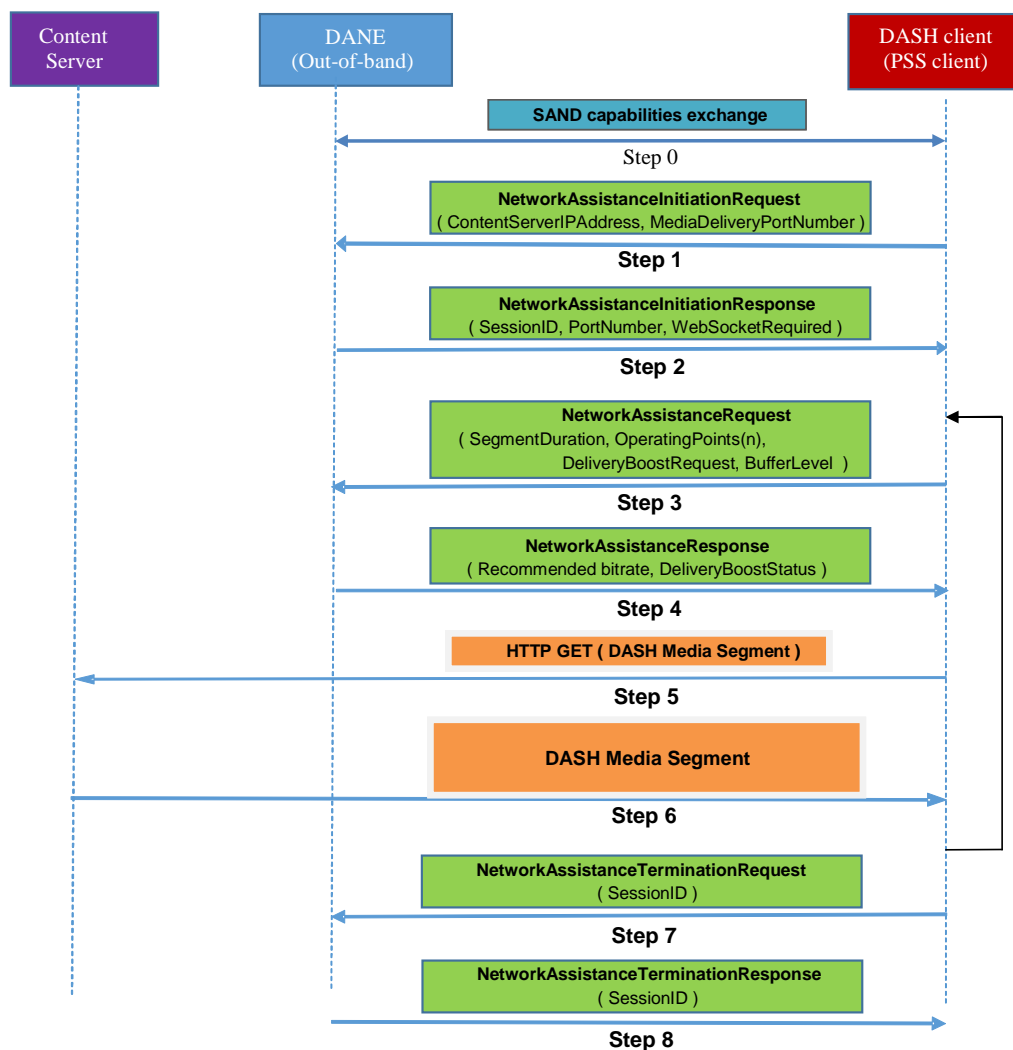 Content
Server
DANE
(Out-of-band)
DASH client
(PSS client)
SAND capabilities exchange
Step 0
NetworkAssistanceInitiationRequest
( ContentServerIPAddress, MediaDeliveryPortNumber )
Step 1
NetworkAssistanceInitiationResponse
( SessionID, PortNumber, WebSocketRequired )
Step 2
NetworkAssistanceRequest
( SegmentDuration, OperatingPoints(n),
DeliveryBoostRequest, BufferLevel )
Step 3
NetworkAssistanceResponse
( Recommended bitrate, DeliveryBoostStatus )
Step 4
HTTP GET ( DASH Media Segment )
Step 5
DASH Media Segment
Step 6
NetworkAssistanceTerminationRequest
( SessionID )
Step 7
NetworkAssistanceTerminationResponse
( SessionID )
Step 8